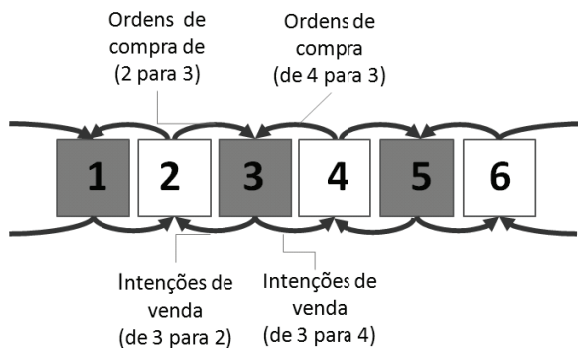 Ordens de
compra de
(2 para 3)
Ordens de
compra
(de 4 para 3)
1 2 3 4 5 6
Intenções de
venda
(de 3 para 2)
Intenções de
venda
(de 3 para 4)